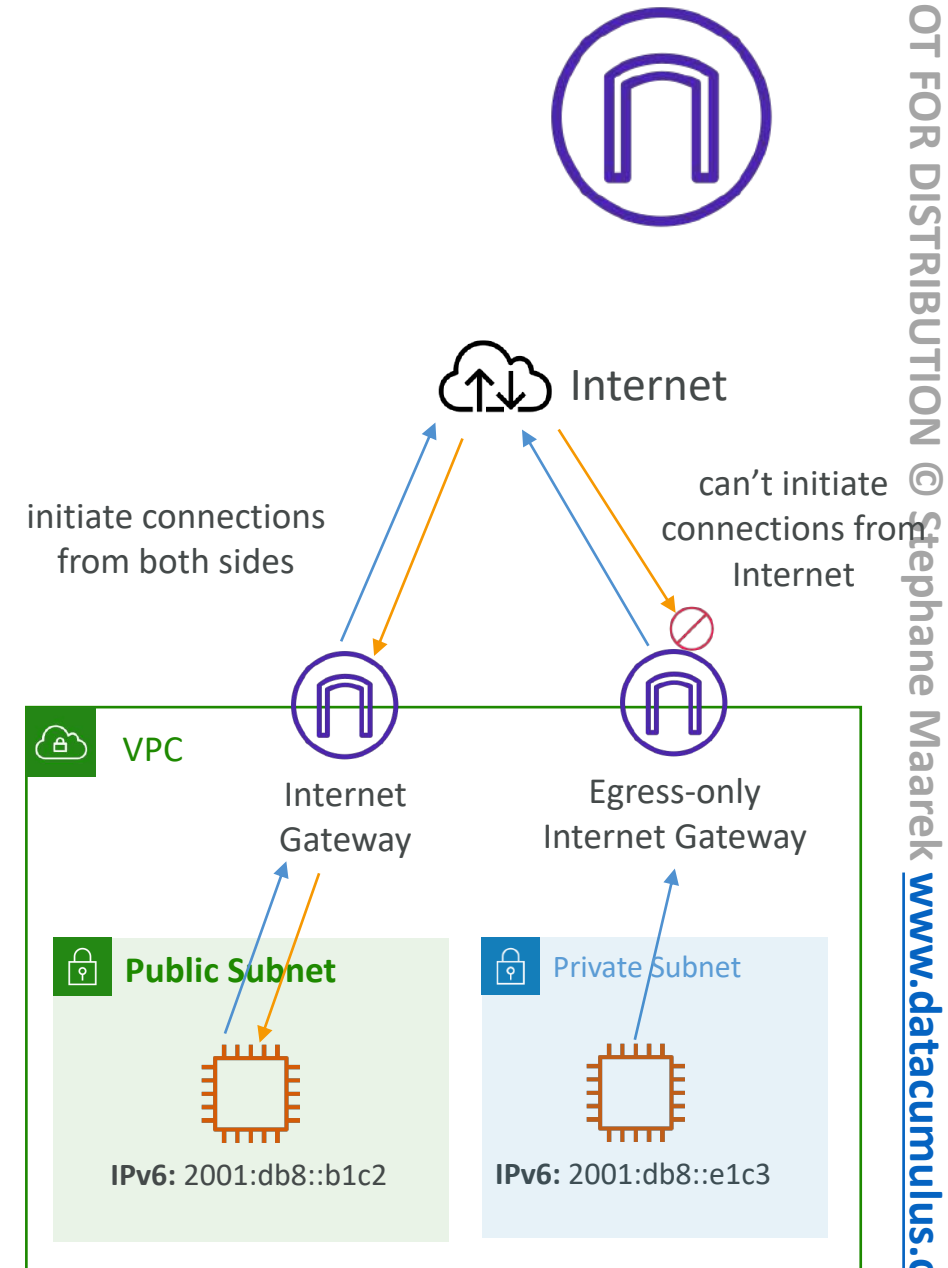 Internet
initiate connections
from both sides
can’t initiate
connections from
Internet
VPC
Internet
Gateway
Egress-only
Internet Gateway
Public Subnet
Private Subnet
IPv6: 2001:db8::b1c2
IPv6: 2001:db8::e1c3
OT FOR DISTRIBUTION © Stephane Maarek www.datacumulus.c